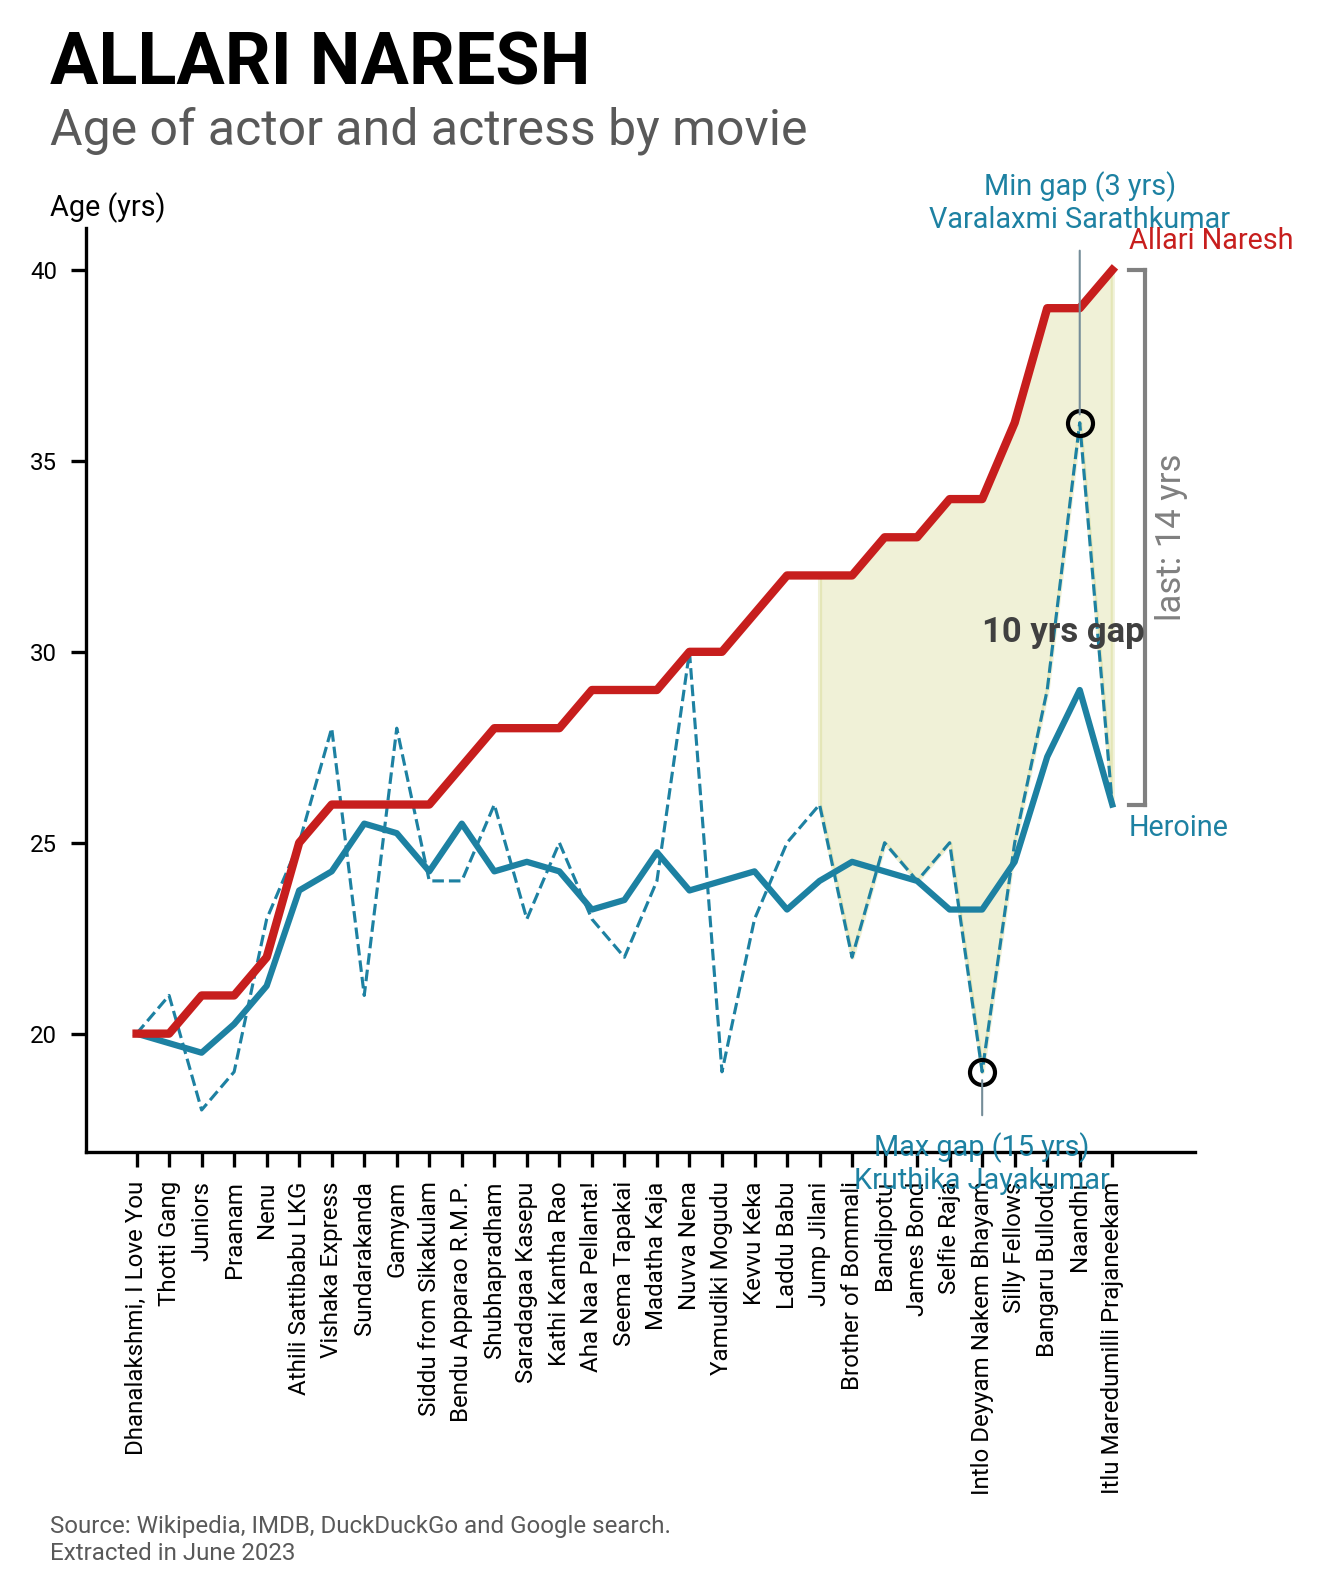 ALLARI NARESH
Age of actor and actress by movie
Min gap (3 yrs)
Varalaxmi Sarathkumar
Age (yrs)
Allari Naresh
40
35
30
25
20
last: 14 yrs
10 yrs gap
Heroine
Max gap (15 yrs)
Kruthika Jayakumar
Dhanalakshmi, I Love You
Thotti Gang
Juniors
Praanam
Nenu
Athili Sattibabu LKG
Vishaka Express
Sundarakanda
Gamyam
Siddu from Sikakulam
Bendu Apparao R.M.P.
Shubhapradham
Saradagaa Kasepu
Kathi Kantha Rao
Aha Naa Pellanta!
Seema Tapakai
Madatha Kaja
Nuvva Nena
Yamudiki Mogudu
Kevvu Keka
Laddu Babu
Jump Jilani
Brother of Bommali
Bandipotu
James Bond
Selfie Raja
Intlo Deyyam Nakem Bhayam
Silly Fellows
Bangaru Bullodu
Naandhi
Itlu Maredumilli Prajaneekam
Source: Wikipedia, IMDB, DuckDuckGo and Google search.
Extracted in June 2023